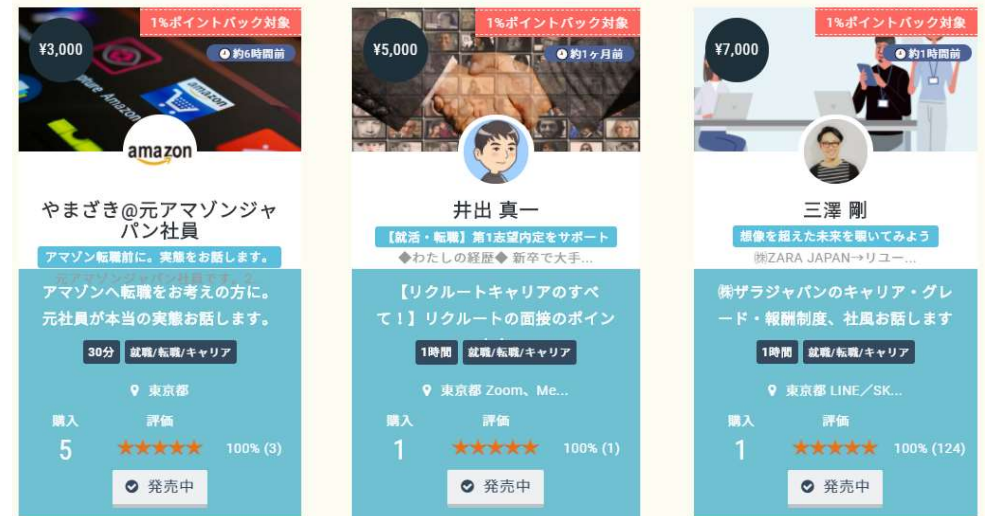 1%ポイントバック対象
¥3,000
約6時間前
amazon
amazon
やまざき@元アマゾンジャ
パン社員
アマゾン転職前に。実態をお話します。
アマゾンへ転職をお考えの方に。
元社員が本当の実態お話します。
30分 就職/転職/キャリア
東京都
購入 評価
5 ★★★★★ 100% (3)
発売中
1%ポイントバック対象
¥5,000
約1ヶ月前
井出 真一
【就活・転職】第1志望内定をサポート
◆わたしの経歴◆ 新卒で大手...
【リクルートキャリアのすべ
て！】リクルートの面接のポイン
1時間 就職/転職/キャリア
東京都 Zoom、Me...
購入 評価
1 ★★★★★ 100% (1)
発売中
1%ポイントバック対象
¥7,000
約1時間前
三澤 剛
想像を超えた未来を覗いてみよう
㈱ZARA JAPAN→リユー...
㈱ザラジャパンのキャリア・グレ
ード・報酬制度、社風お話します
1時間 就職/転職/キャリア
東京都 LINE／SK...
購入 評価
1 ★★★★★ 100% (124)
発売中